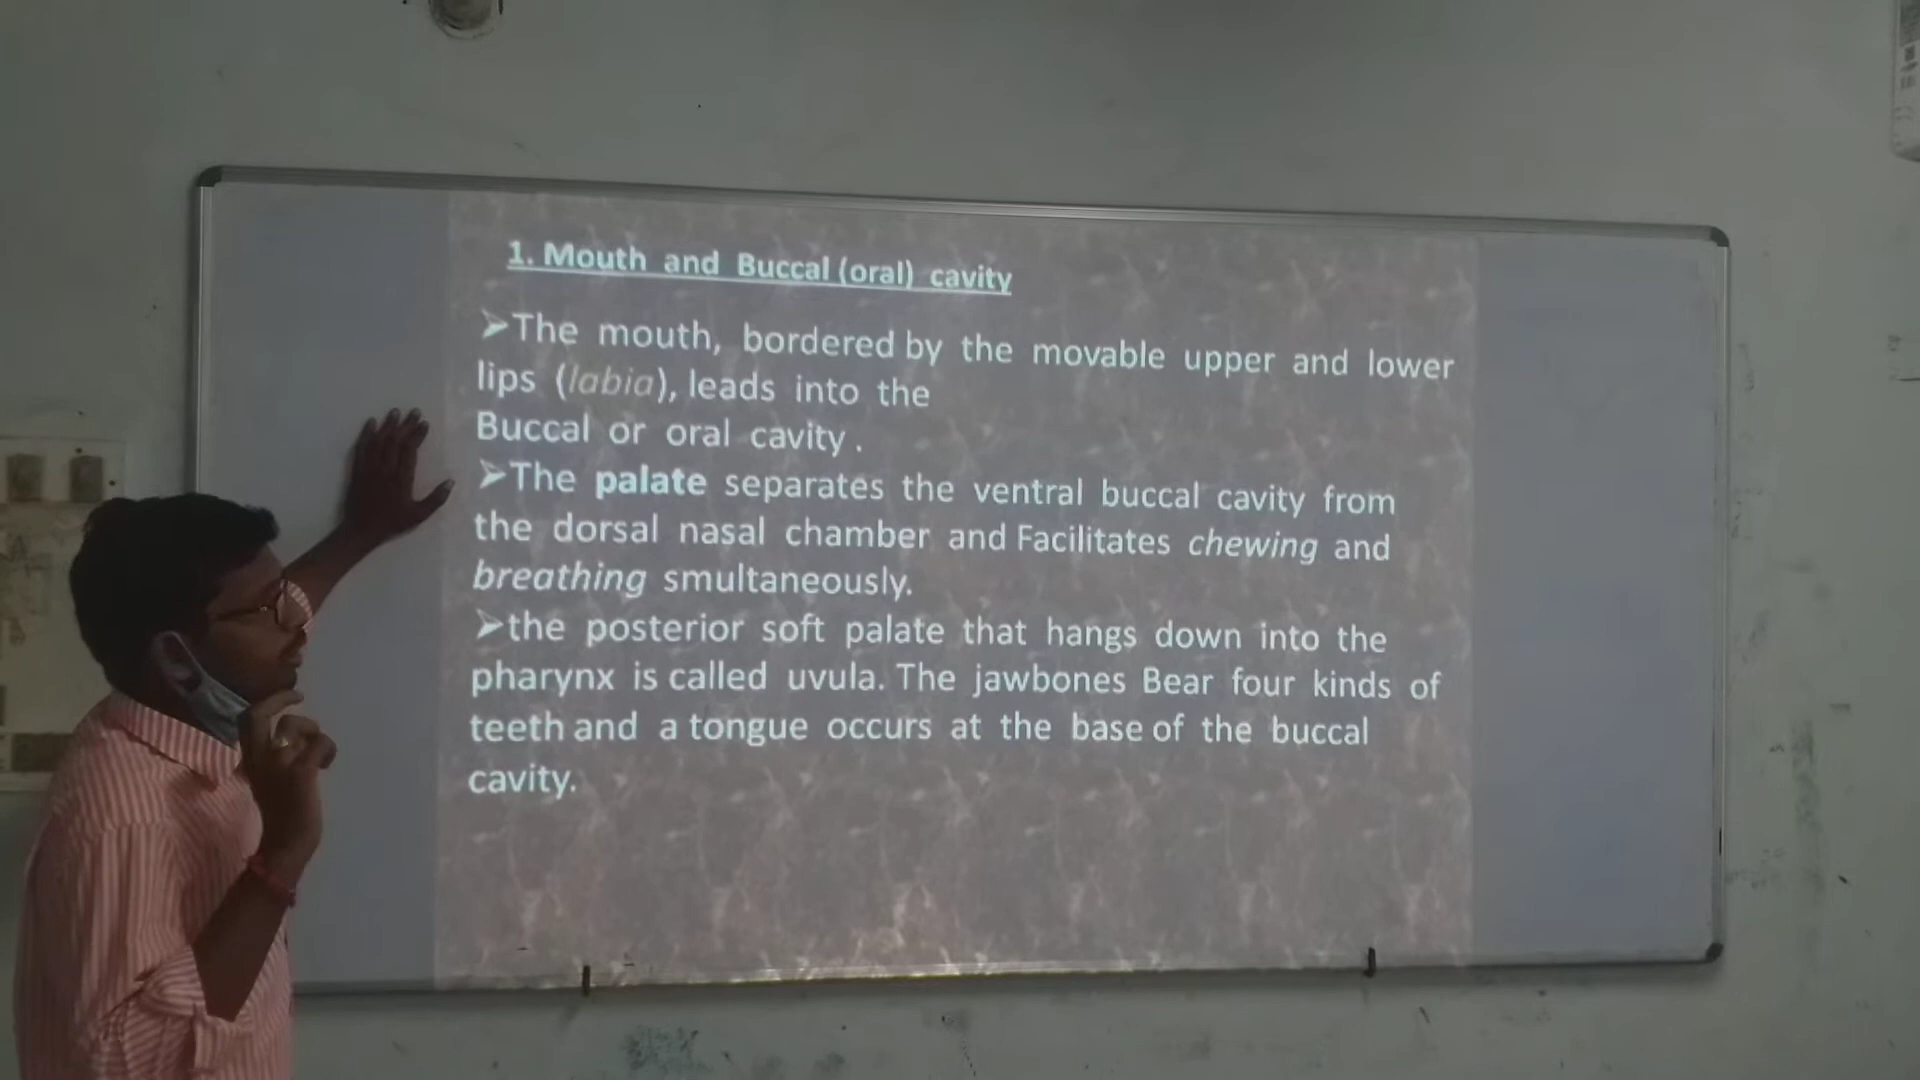 1. Mouth and Buccal (oral) cavity
➢The mouth, bordered by the movable upper and lower
lips (labia), leads into the
Buccal or oral cavity .
➢The palate separates the ventral buccal cavity from
the dorsal nasal chamber and Facilitates chewing and
breathing smultaneously.
➢the posterior soft palate that hangs down into the
pharynx is called uvula. The jawbones Bear four kinds of
teeth and a tongue occurs at the base of the buccal
cavity.